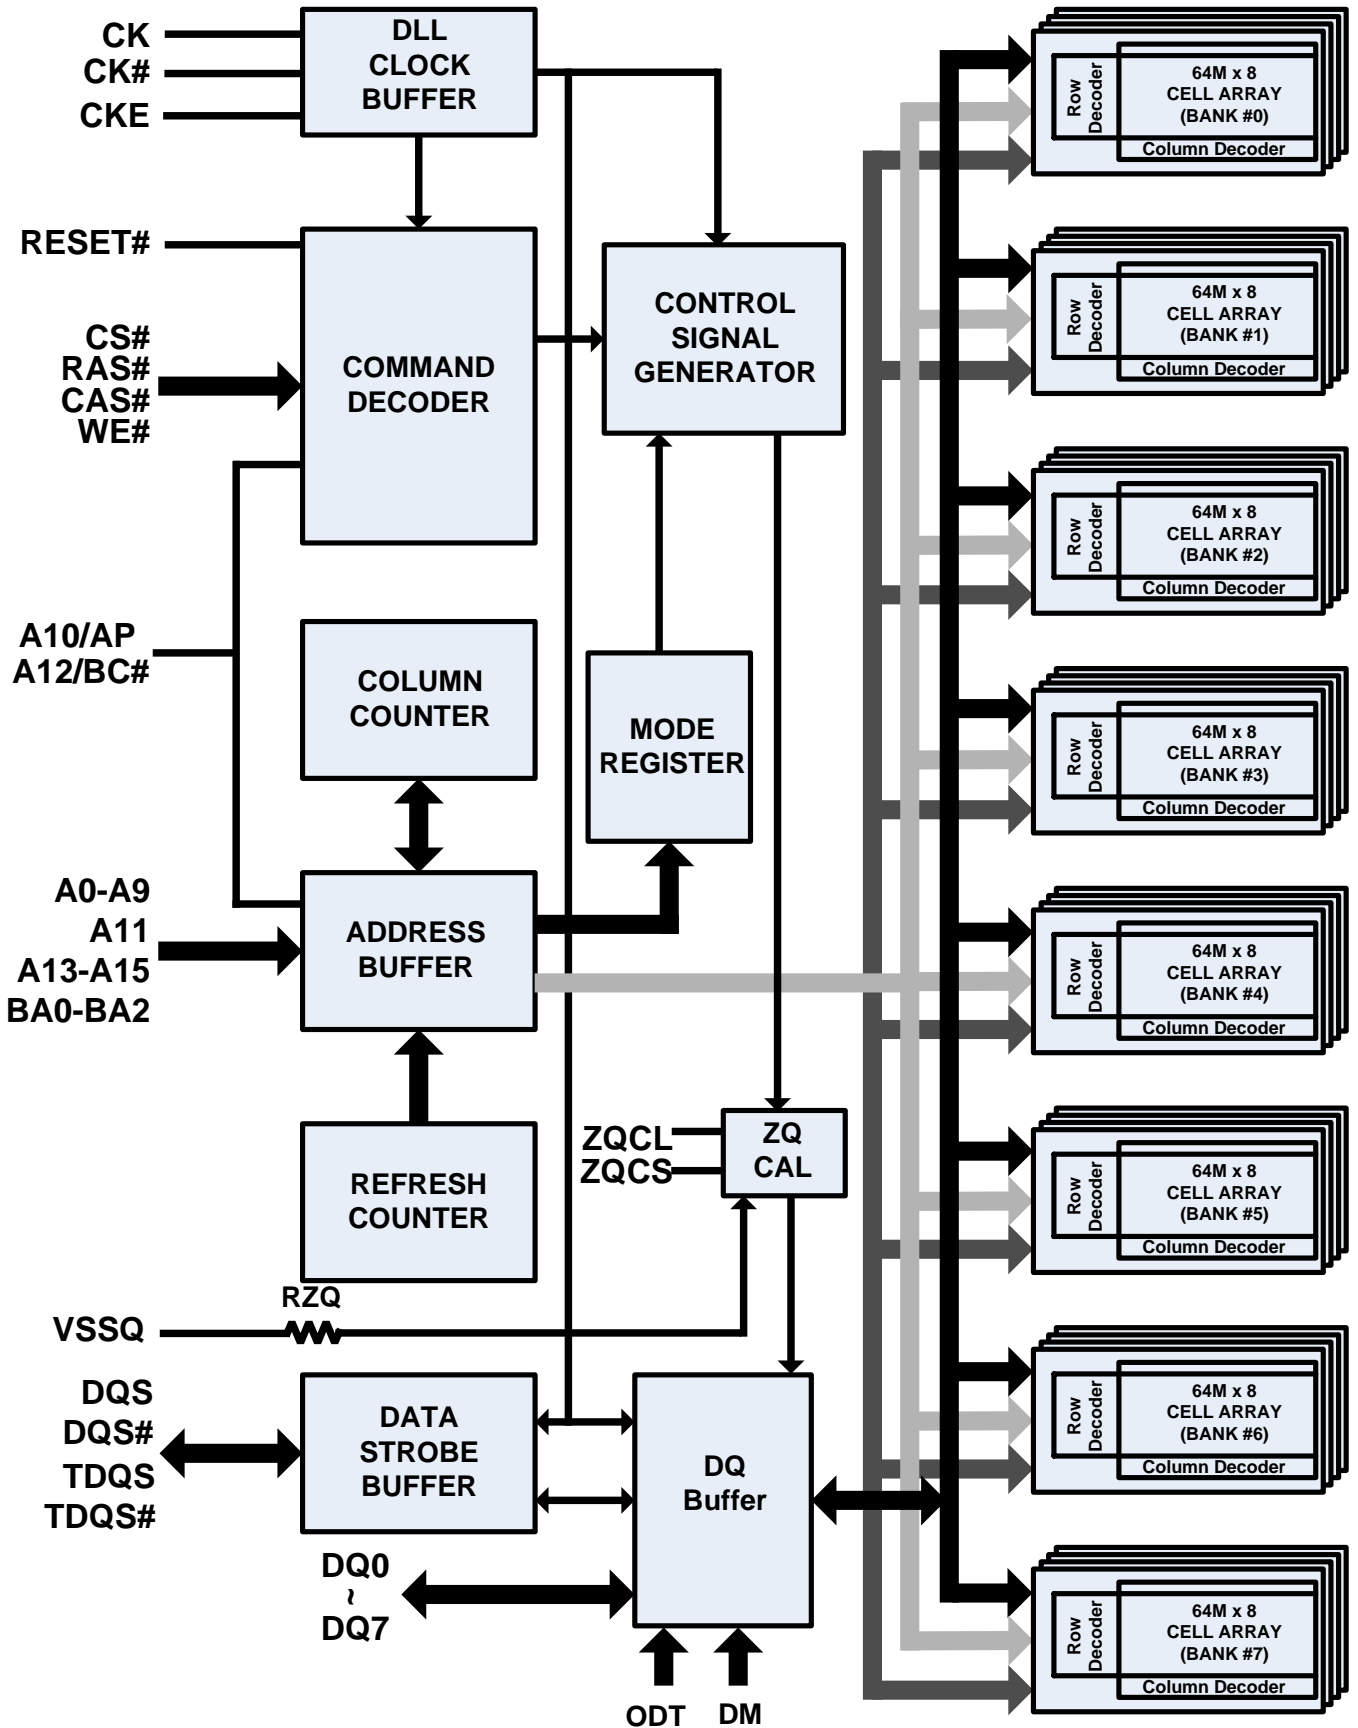 CK
CK#
CKE
DLL
CLOCK
BUFFER
RESET#
CS#
RAS#
CAS#
WE#
COMMAND
DECODER
CONTROL
SIGNAL
GENERATOR
A10/AP
A12/BC#
COLUMN
COUNTER
MODE
REGISTER
A0-A9
A11
A13-A15
BA0-BA2
ADDRESS
BUFFER
REFRESH
COUNTER
ZQCL
ZQCS
ZQ
CAL
RZQ
VSSQ
DQS
DQS#
TDQS
TDQS#
DATA
STROBE
BUFFER
DQ
Buffer
DQ0
~
DQ7
ODT
DM
Row
Decoder
64M x 8
CELL ARRAY
(BANK #0)
Column Decoder
Row
Decoder
64M x 8
CELL ARRAY
(BANK #1)
Column Decoder
Row
Decoder
64M x 8
CELL ARRAY
(BANK #2)
Column Decoder
Row
Decoder
64M x 8
CELL ARRAY
(BANK #3)
Column Decoder
Row
Decoder
64M x 8
CELL ARRAY
(BANK #4)
Column Decoder
Row
Decoder
64M x 8
CELL ARRAY
(BANK #5)
Column Decoder
Row
Decoder
64M x 8
CELL ARRAY
(BANK #6)
Column Decoder
Row
Decoder
64M x 8
CELL ARRAY
(BANK #7)
Column Decoder